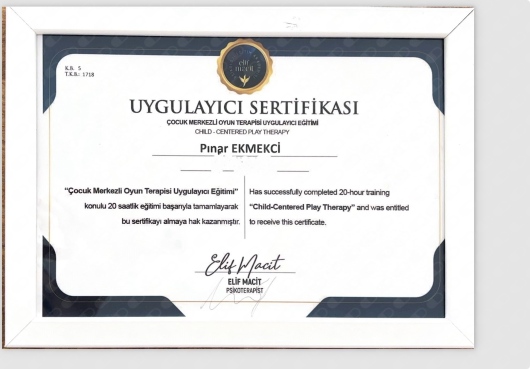 K.B. 5
T.K.B.: 1718
elif
macit
UYGULAYICI SERTİFİKASI
ÇOCUK MERKEZLİ OYUN TERAPİSİ UYGULAYICI EĞİTİMİ
CHILD - CENTERED PLAY THERAPY
Pınar EKMEKCİ
“Çocuk Merkezli Oyun Terapisi Uygulayıcı Eğitimi”
konulu 20 saatlik eğitimi başarıyla tamamlayarak
bu sertifikayı almaya hak kazanmıştır.
Has successfully completed 20-hour training
“Child-Centered Play Therapy” and was entitled
to receive this certificate.
Elif Macit
ELİF MACİT
PSİKOTERAPİST